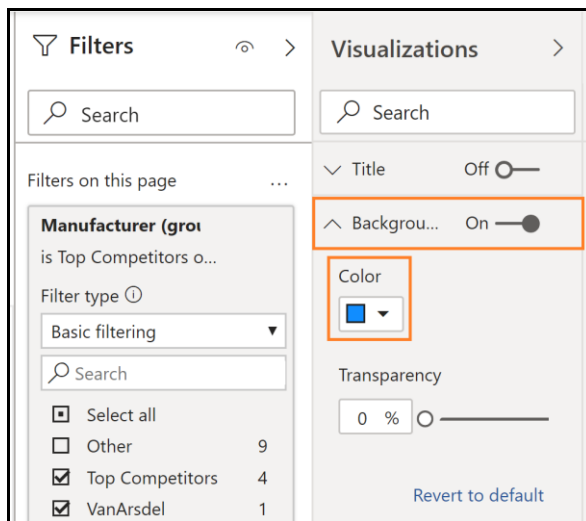 Filters
Search
Filters on this page ...
Manufacturer (grou
is Top Competitors o...
Filter type
Basic filtering
Search
Select all
Other 9
Top Competitors 4
VanArsdel 1
Visualizations
Search
Title Off
Backgrou... On
Color
Transparency
0 %
Revert to default